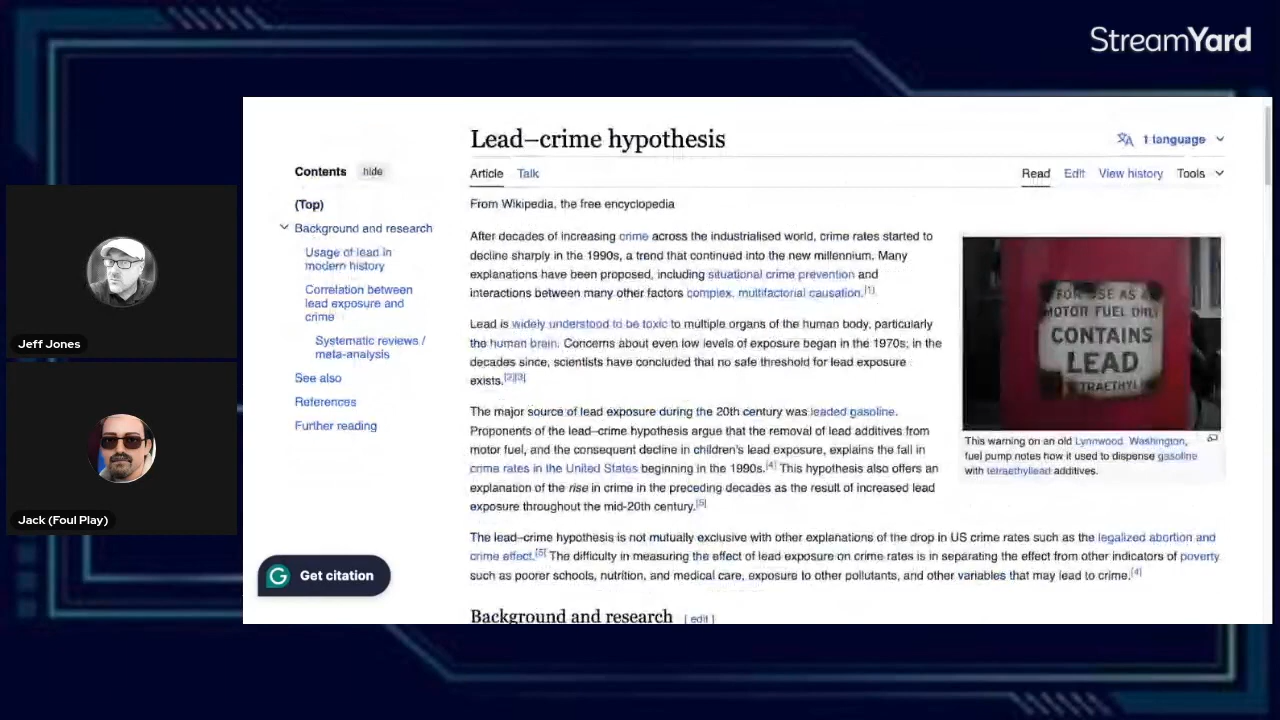 StreamYard
Lead–crime hypothesis
1 language
Contents hide
Article Talk
Read Edit View history Tools
(Top)
Background and research
Usage of lead in
modern history
Correlation between
lead exposure and
crime
Systematic reviews /
meta-analysis
See also
References
Further reading
From Wikipedia, the free encyclopedia
After decades of increasing crime across the industrialised world, crime rates started to
decline sharply in the 1990s, a trend that continued into the new millennium. Many
explanations have been proposed, including situational crime prevention and
interactions between many other factors complex, multifactorial causation.[1]
Lead is widely understood to be toxic to multiple organs of the human body, particularly
the human brain. Concerns about even low levels of exposure began in the 1970s; in the
decades since, scientists have concluded that no safe threshold for lead exposure
exists.[2][3]
The major source of lead exposure during the 20th century was leaded gasoline.
Proponents of the lead–crime hypothesis argue that the removal of lead additives from
motor fuel, and the consequent decline in children's lead exposure, explains the fall in
crime rates in the United States beginning in the 1990s.[4] This hypothesis also offers an
explanation of the rise in crime in the preceding decades as the result of increased lead
exposure throughout the mid-20th century.[5]
FOR USE AS A
MOTOR FUEL ONLY
CONTAINS
LEAD
TRAETHYL
This warning on an old Lynnwood, Washington,
fuel pump notes how it used to dispense gasoline
with tetraethyllead additives.
The lead–crime hypothesis is not mutually exclusive with other explanations of the drop in US crime rates such as the legalized abortion and
crime effect.[5] The difficulty in measuring the effect of lead exposure on crime rates is in separating the effect from other indicators of poverty
such as poorer schools, nutrition, and medical care, exposure to other pollutants, and other variables that may lead to crime.[4]
Background and research [ edit ]
Get citation
Jeff Jones
Jack (Foul Play)